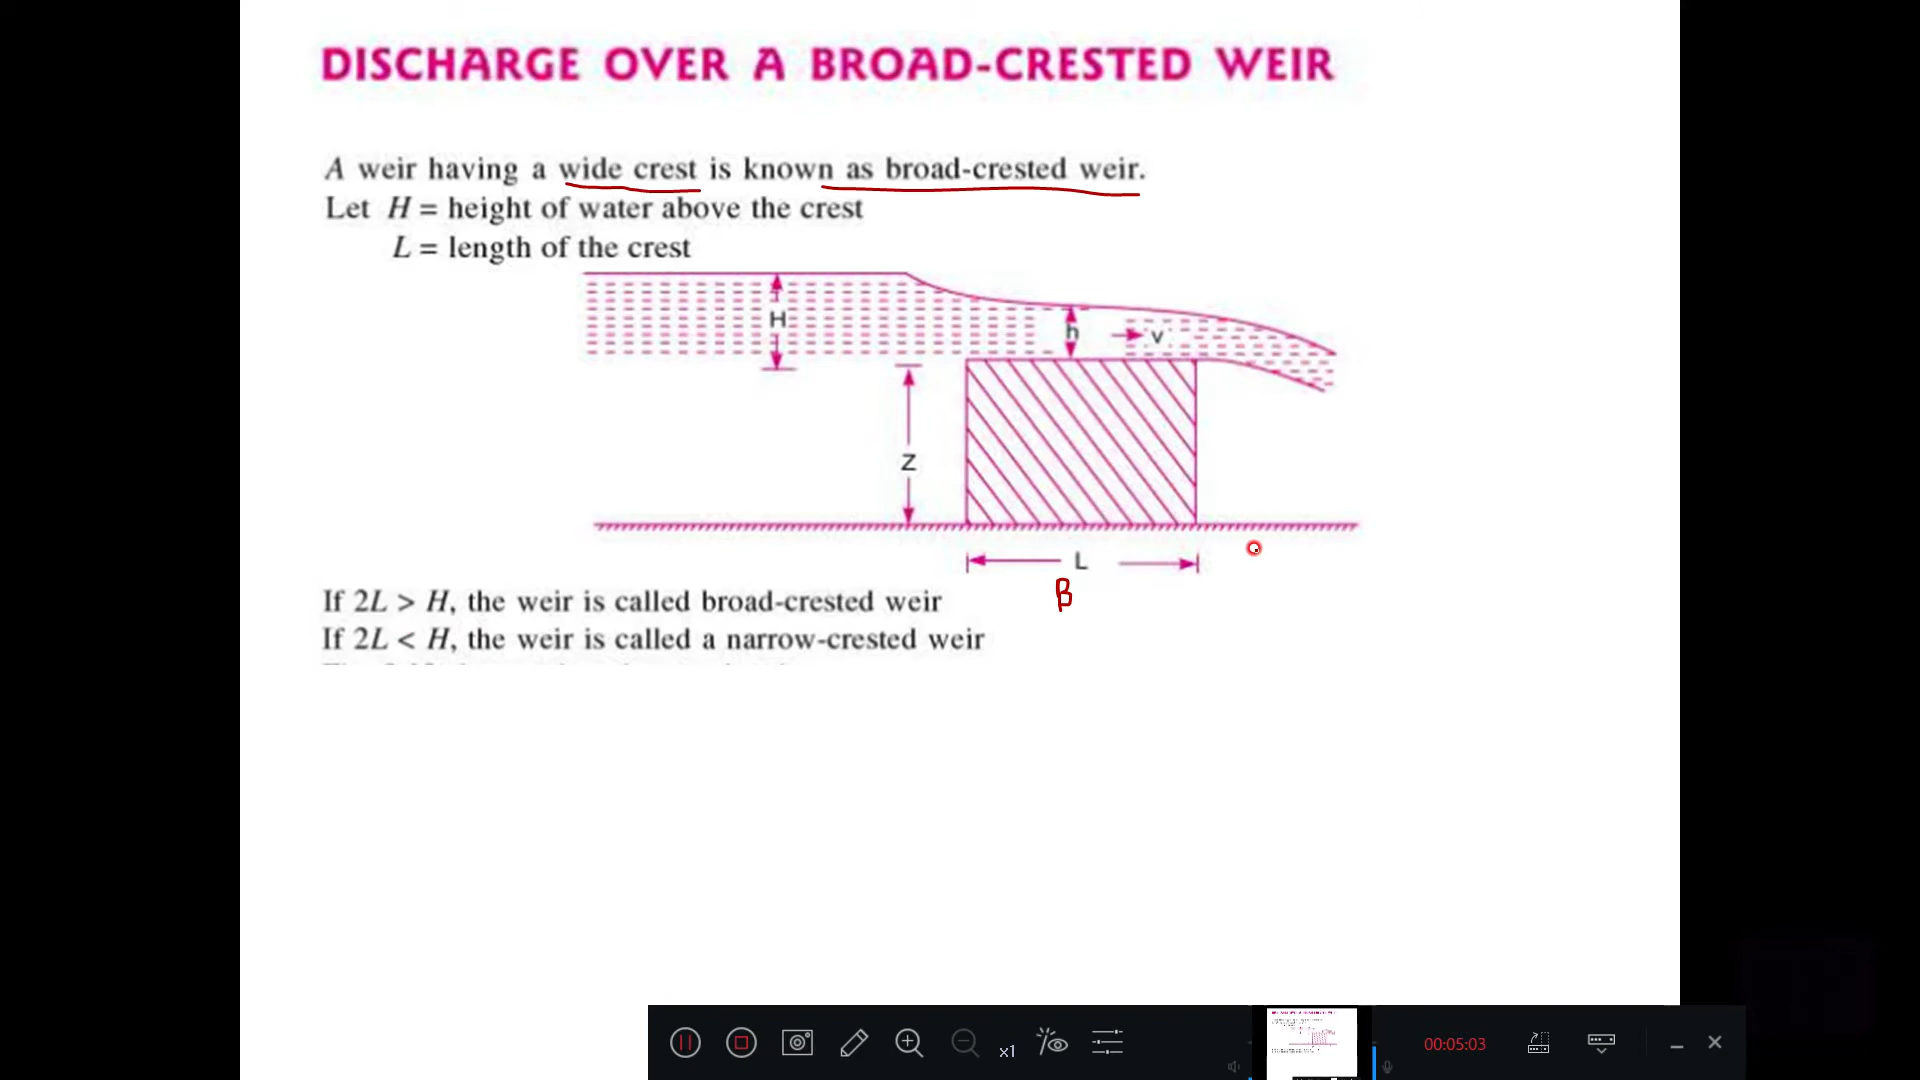 DISCHARGE OVER A BROAD-CRESTED WEIR
A weir having a wide crest is known as broad-crested weir.
Let H = height of water above the crest
L = length of the crest
H
h
v
Z
L
B
If 2L > H, the weir is called broad-crested weir
If 2L < H, the weir is called a narrow-crested weir
x1
00:05:03